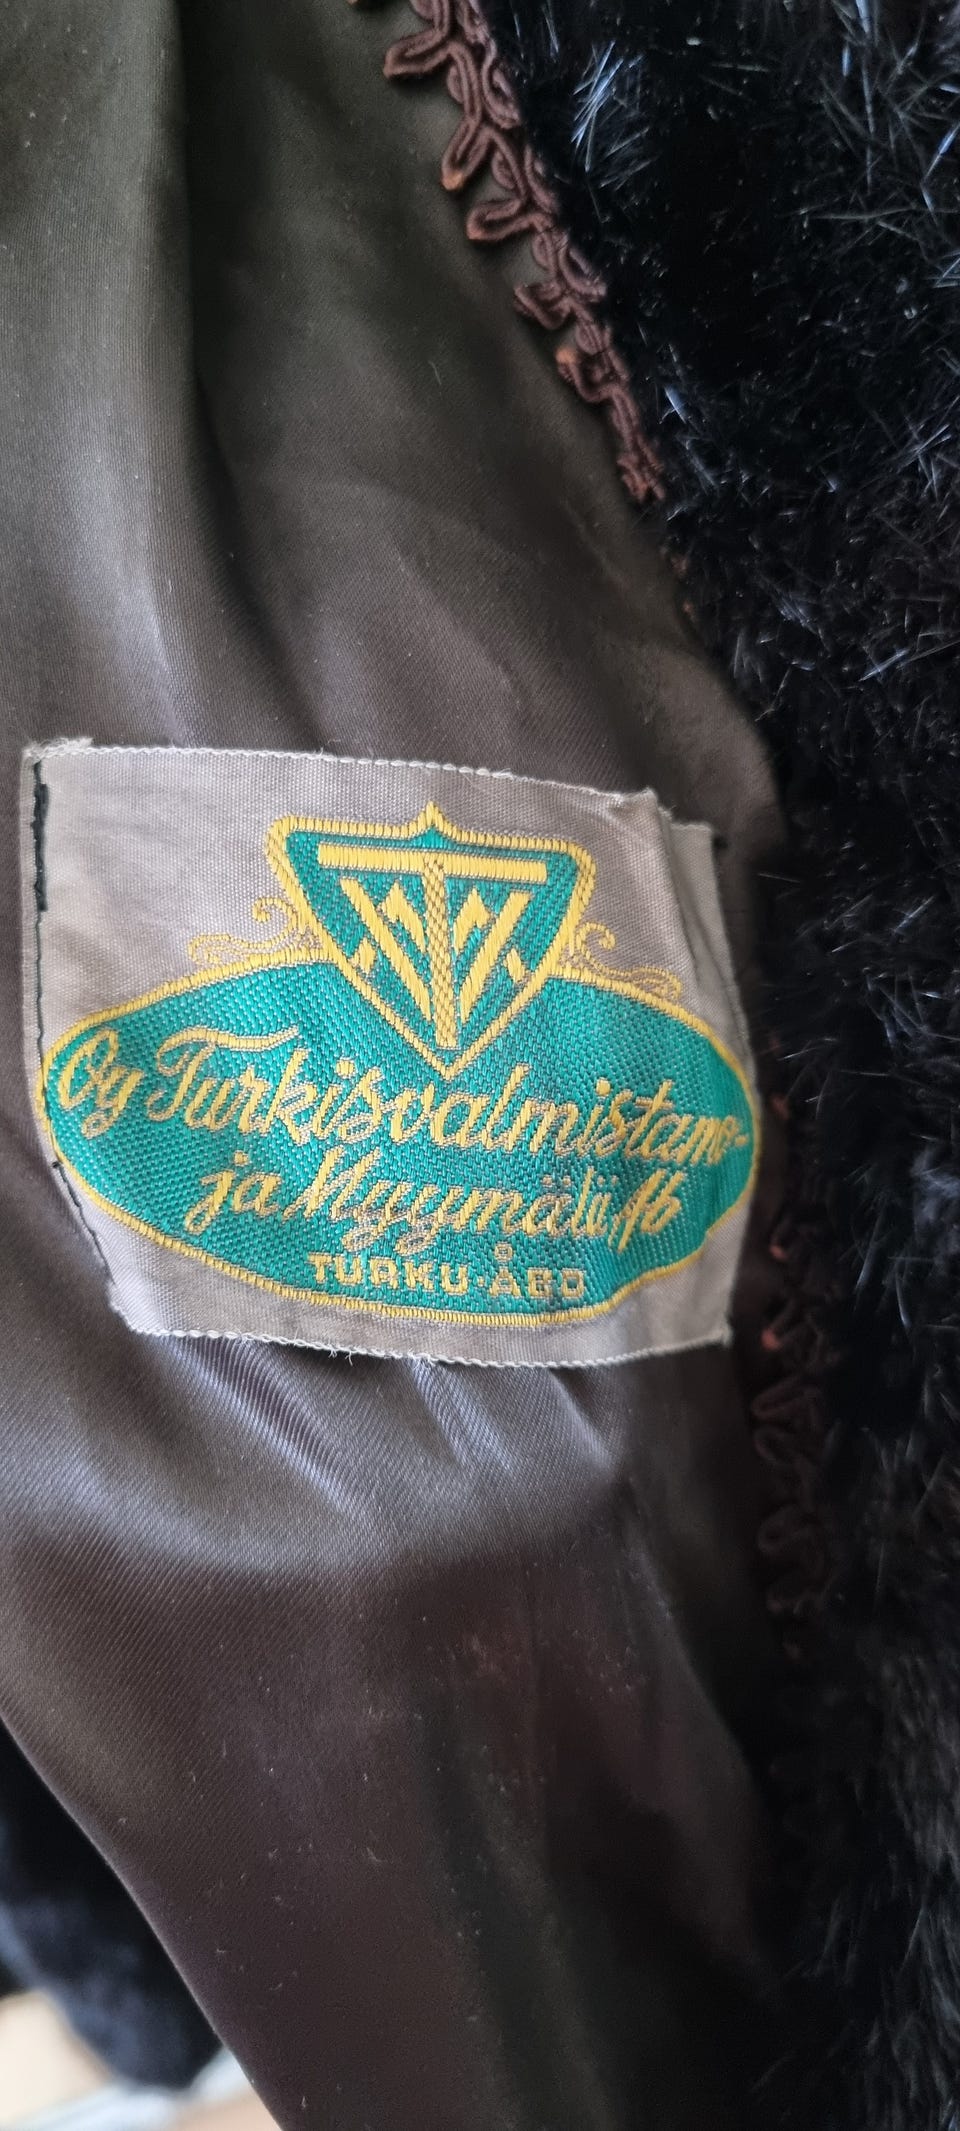 Oy Turkisvalmistamo-
ja Myymälä Ab
TURKU·ÅBO